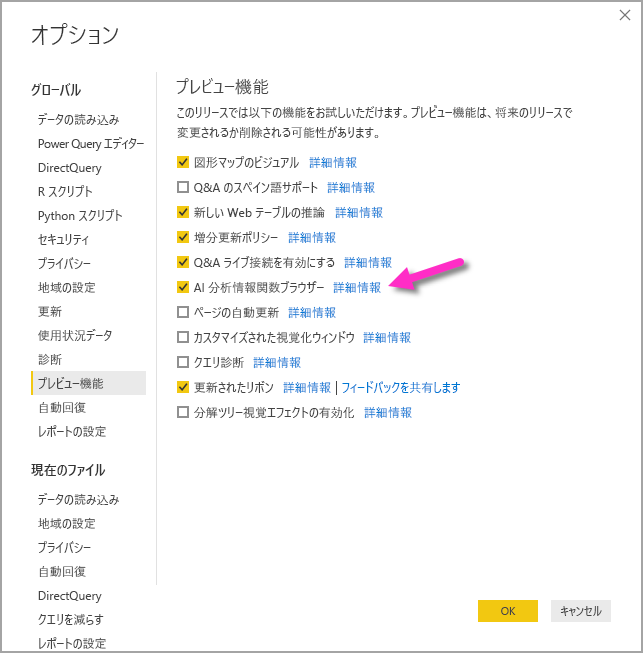 オプション
グローバル
データの読み込み
Power Query エディター
DirectQuery
R スクリプト
Python スクリプト
セキュリティ
プライバシー
地域の設定
更新
使用状況データ
診断
プレビュー機能
自動回復
レポートの設定
現在のファイル
データの読み込み
地域の設定
プライバシー
自動回復
DirectQuery
クエリを減らす
レポートの設定
プレビュー機能
このリリースでは以下の機能をお試しいただけます。プレビュー機能は、将来のリリースで
変更されるか削除される可能性があります。
図形マップのビジュアル 詳細情報
Q&A のスペイン語サポート 詳細情報
新しい Web テーブルの推論 詳細情報
増分更新ポリシー 詳細情報
Q&A ライブ接続を有効にする 詳細情報
AI 分析情報関数ブラウザー 詳細情報
ページの自動更新 詳細情報
カスタマイズされた視覚化ウィンドウ 詳細情報
クエリ診断 詳細情報
更新されたリボン 詳細情報 | フィードバックを共有します
分解ツリー視覚エフェクトの有効化 詳細情報
OK
キャンセル